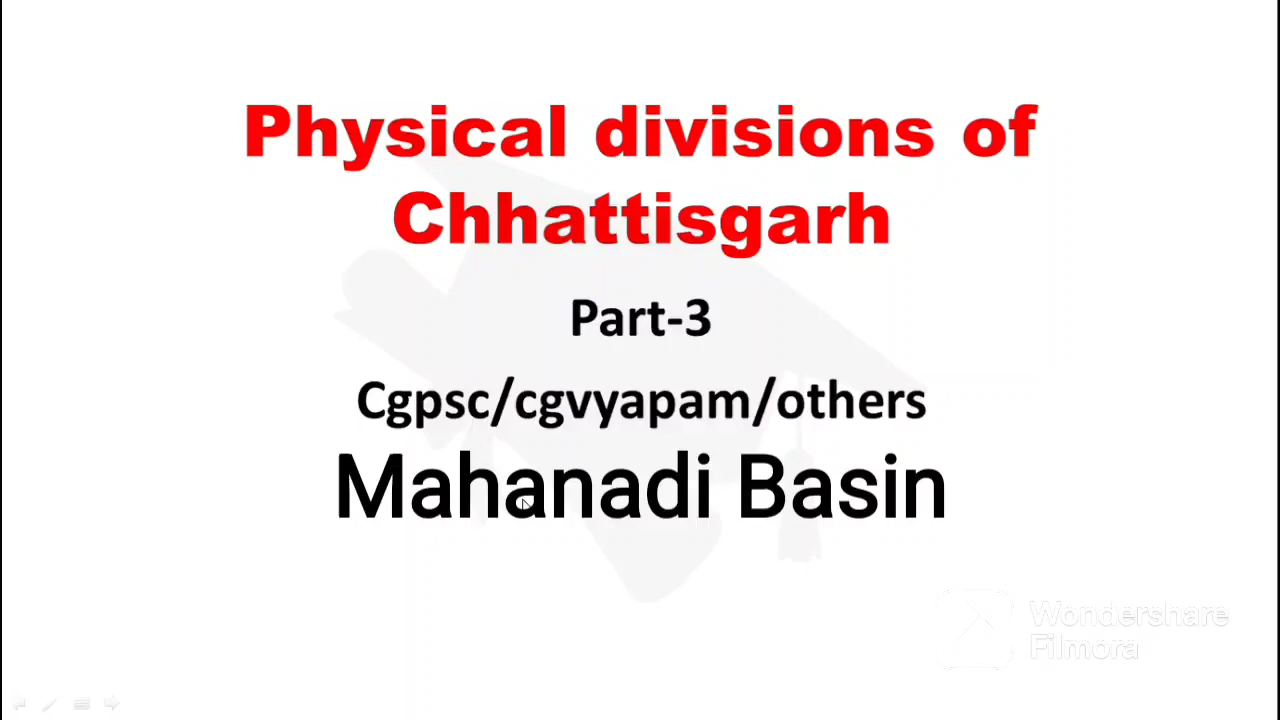 Physical divisions of
Chhattisgarh
Part-3
Cgpsc/cgvyapam/others
Mahanadi Basin
Wondershare
Filmora